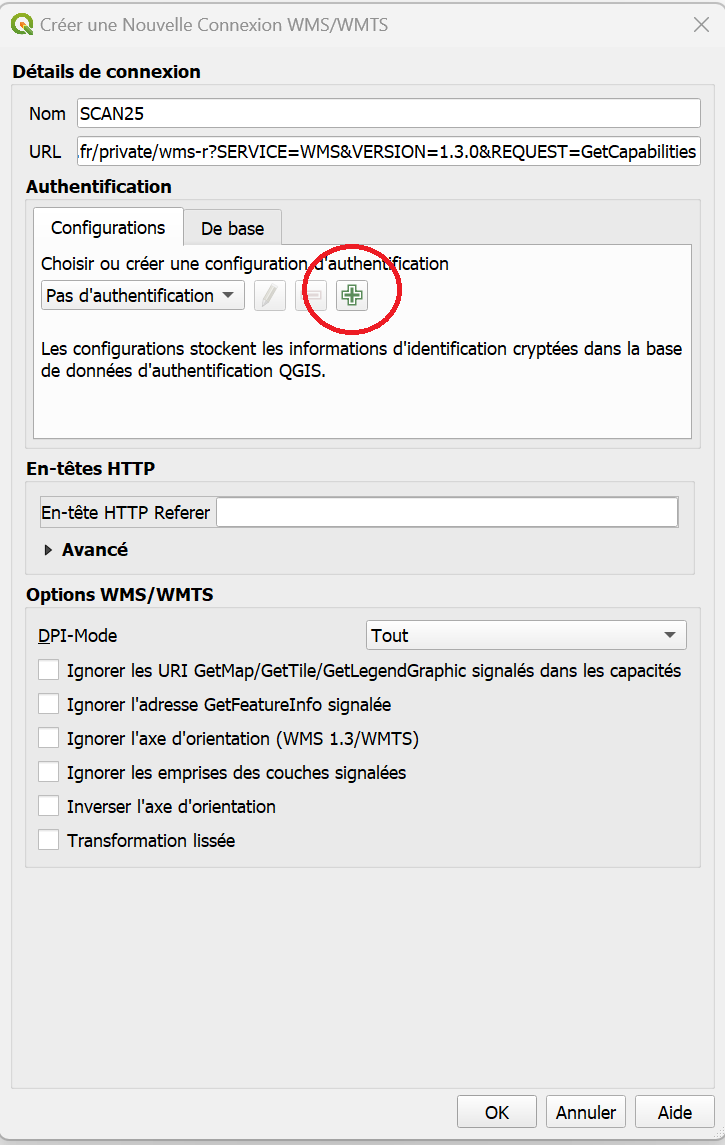 Créer une Nouvelle Connexion WMS/WMTS
Détails de connexion
Nom SCAN25
URL .fr/private/wms-r?SERVICE=WMS&VERSION=1.3.0&REQUEST=GetCapabilities
Authentification
Configurations De base
Choisir ou créer une configuration d'authentification
Pas d'authentification
Les configurations stockent les informations d'identification cryptées dans la base
de données d'authentification QGIS.
En-têtes HTTP
En-tête HTTP Referer
Avancé
Options WMS/WMTS
DPI-Mode Tout
Ignorer les URI GetMap/GetTile/GetLegendGraphic signalés dans les capacités
Ignorer l'adresse GetFeatureInfo signalée
Ignorer l'axe d'orientation (WMS 1.3/WMTS)
Ignorer les emprises des couches signalées
Inverser l'axe d'orientation
Transformation lissée
OK Annuler Aide